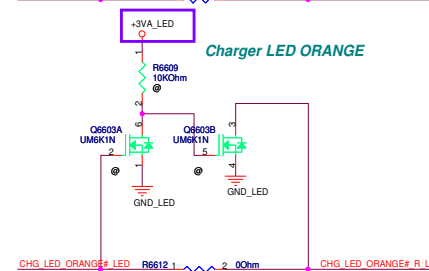 +3VA_LED
Charger LED ORANGE
1
R6609
10KOhm
@
2
Q6603A
UM6K1N
6
2
1
@
GND_LED
Q6603B
UM6K1N
3
5
4
@
GND_LED
CHG_LED_ORANGE#_LED
R6612 1
2 0Ohm
CHG_LED_ORANGE#_R_L